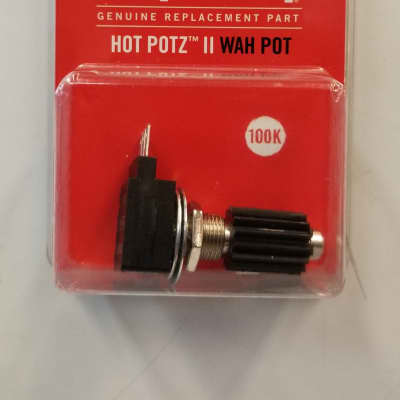 GENUINE REPLACEMENT PART
HOT POTZ™ II WAH POT
100K